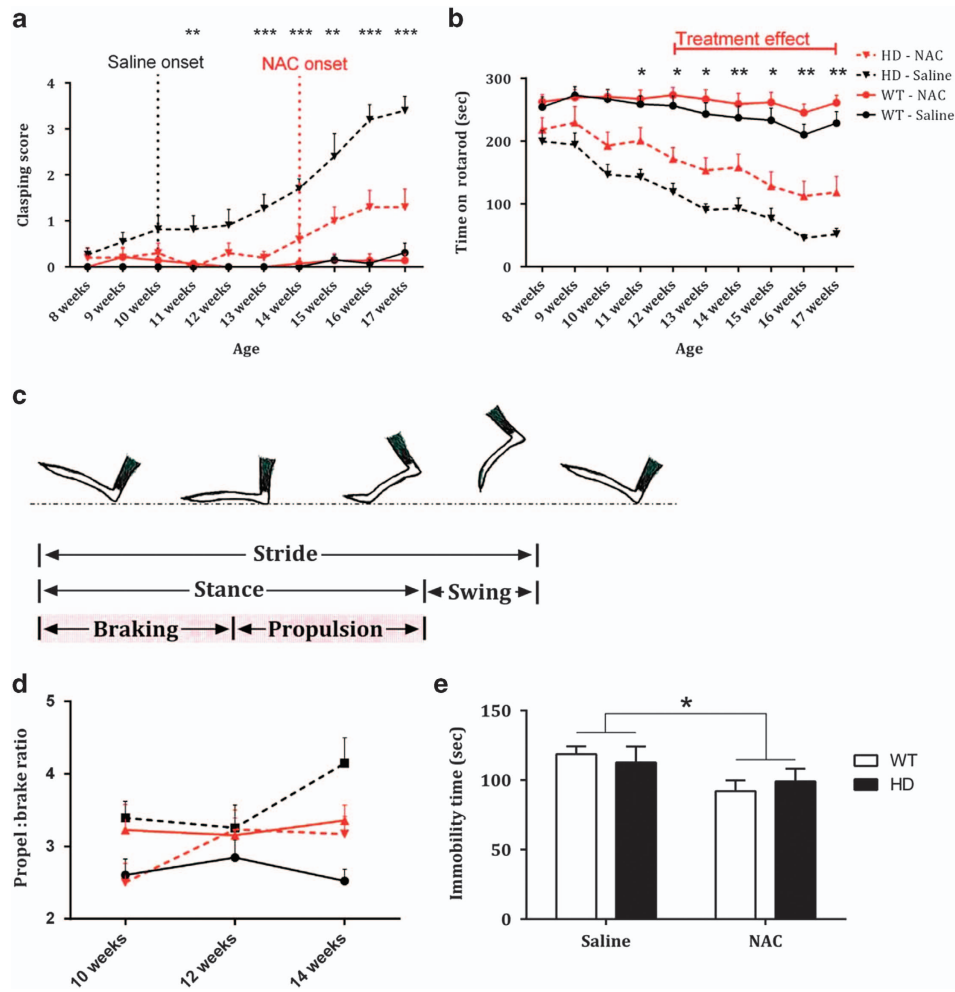 a
** *** *** ** *** ***
Saline onset
NAC onset
Clasping score
4
3
2
1
0
8 weeks
9 weeks
10 weeks
11 weeks
12 weeks
13 weeks
14 weeks
15 weeks
16 weeks
17 weeks
Age
b
Treatment effect
* * * ** * ** **
HD - NAC
HD - Saline
WT - NAC
WT - Saline
Time on rotarod (sec)
300
200
100
0
8 weeks
9 weeks
10 weeks
11 weeks
12 weeks
13 weeks
14 weeks
15 weeks
16 weeks
17 weeks
Age
c
Stride
Stance
Swing
Braking
Propulsion
d
Propel:brake ratio
5
4
3
2
10 weeks
12 weeks
14 weeks
e
*
Immobility time (sec)
150
100
50
0
Saline
NAC
WT
HD